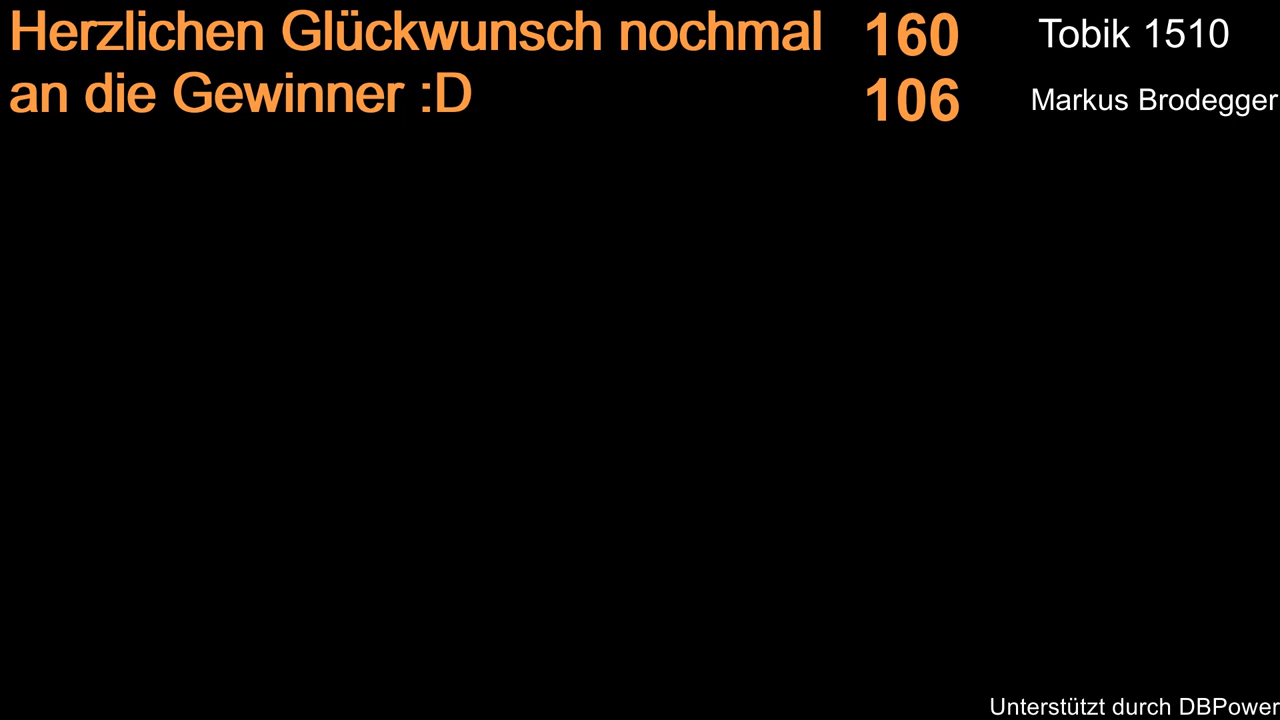 Herzlichen Glückwunsch nochmal
an die Gewinner :D
160 Tobik 1510
106 Markus Brodegger
Unterstützt durch DBPower